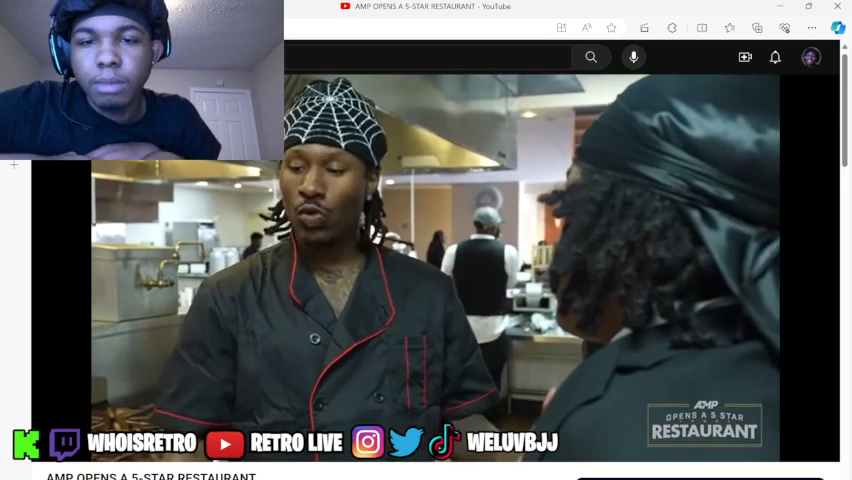 AMP OPENS A 5-STAR RESTAURANT - YouTube
AMP
OPENS A 5 STAR
RESTAURANT
WHOISRETRO RETRO LIVE WELUVBJJ
AMP OPENS A 5-STAR RESTAURANT